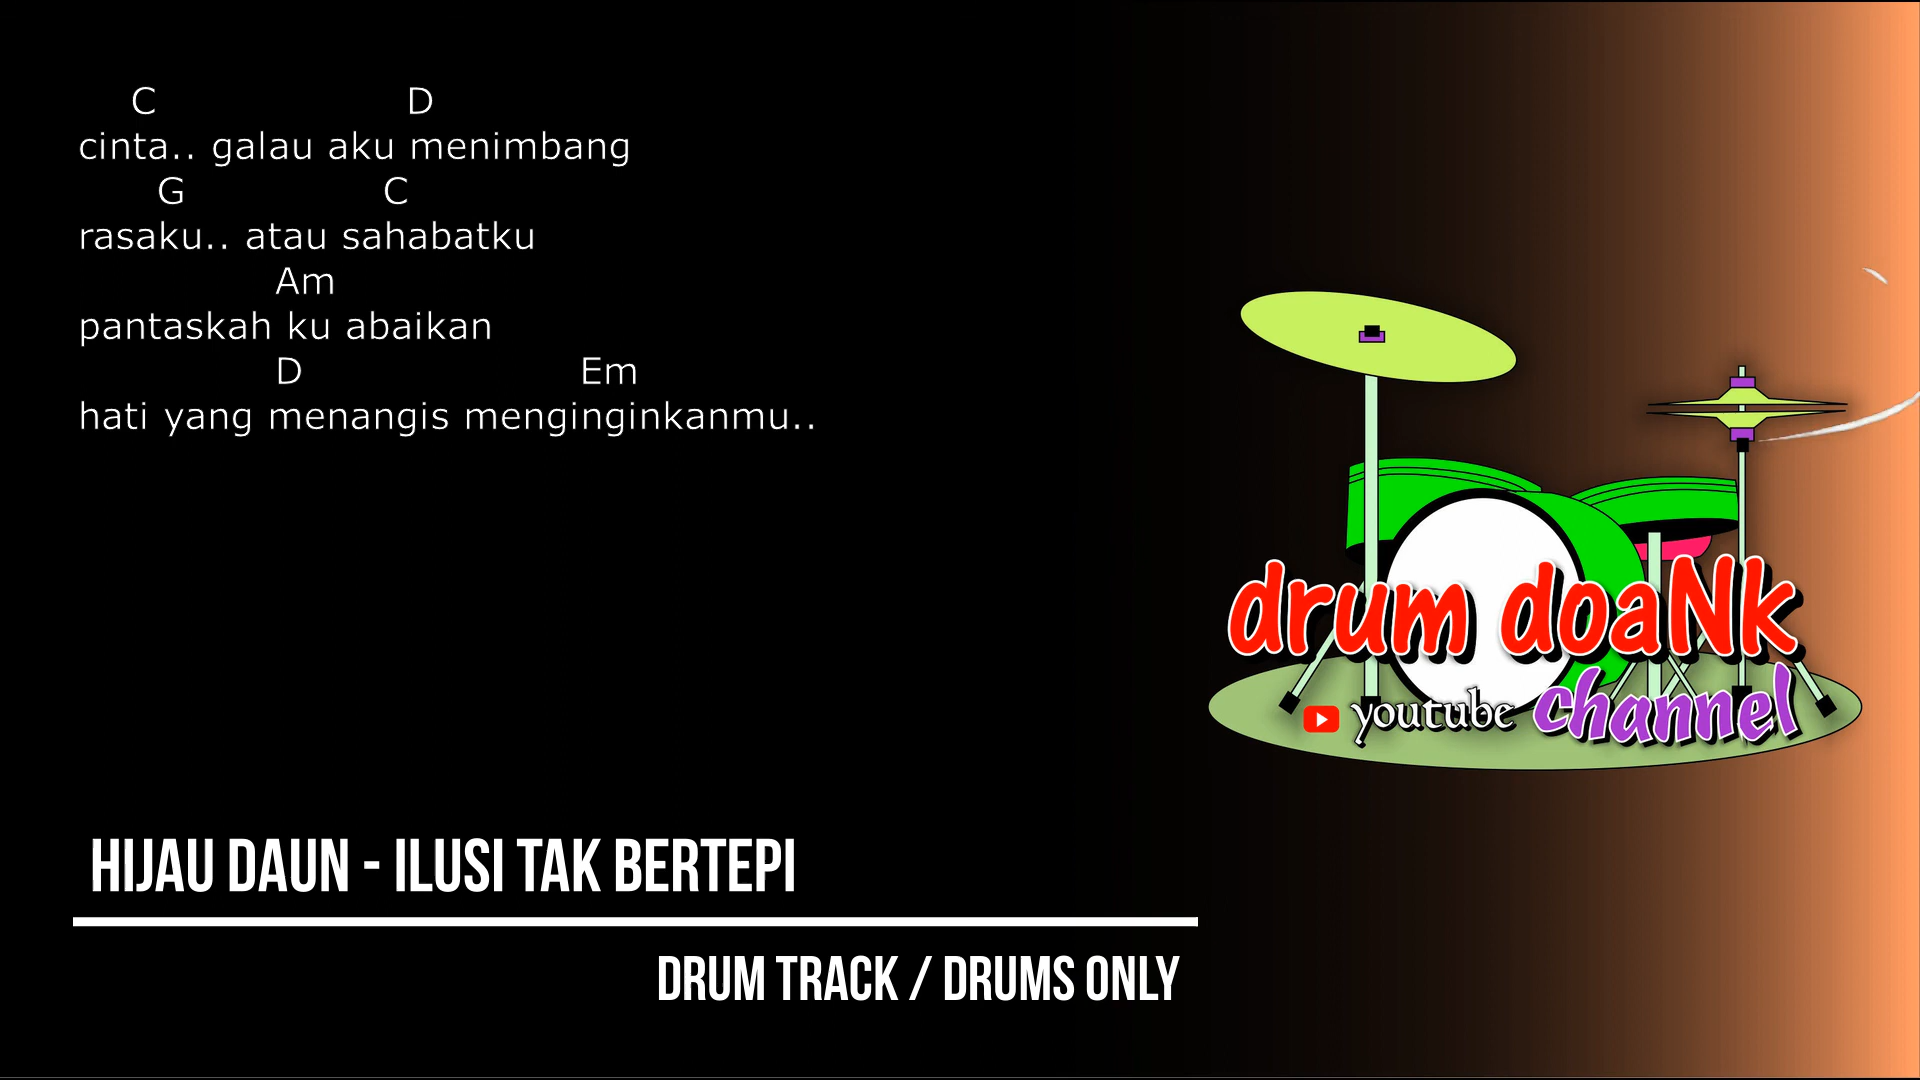 C D
cinta.. galau aku menimbang
G C
rasaku.. atau sahabatku
Am
pantaskah ku abaikan
D Em
hati yang menangis menginginkanmu..
drum doaNk
youtube channel
HIJAU DAUN - ILUSI TAK BERTEPI
DRUM TRACK / DRUMS ONLY